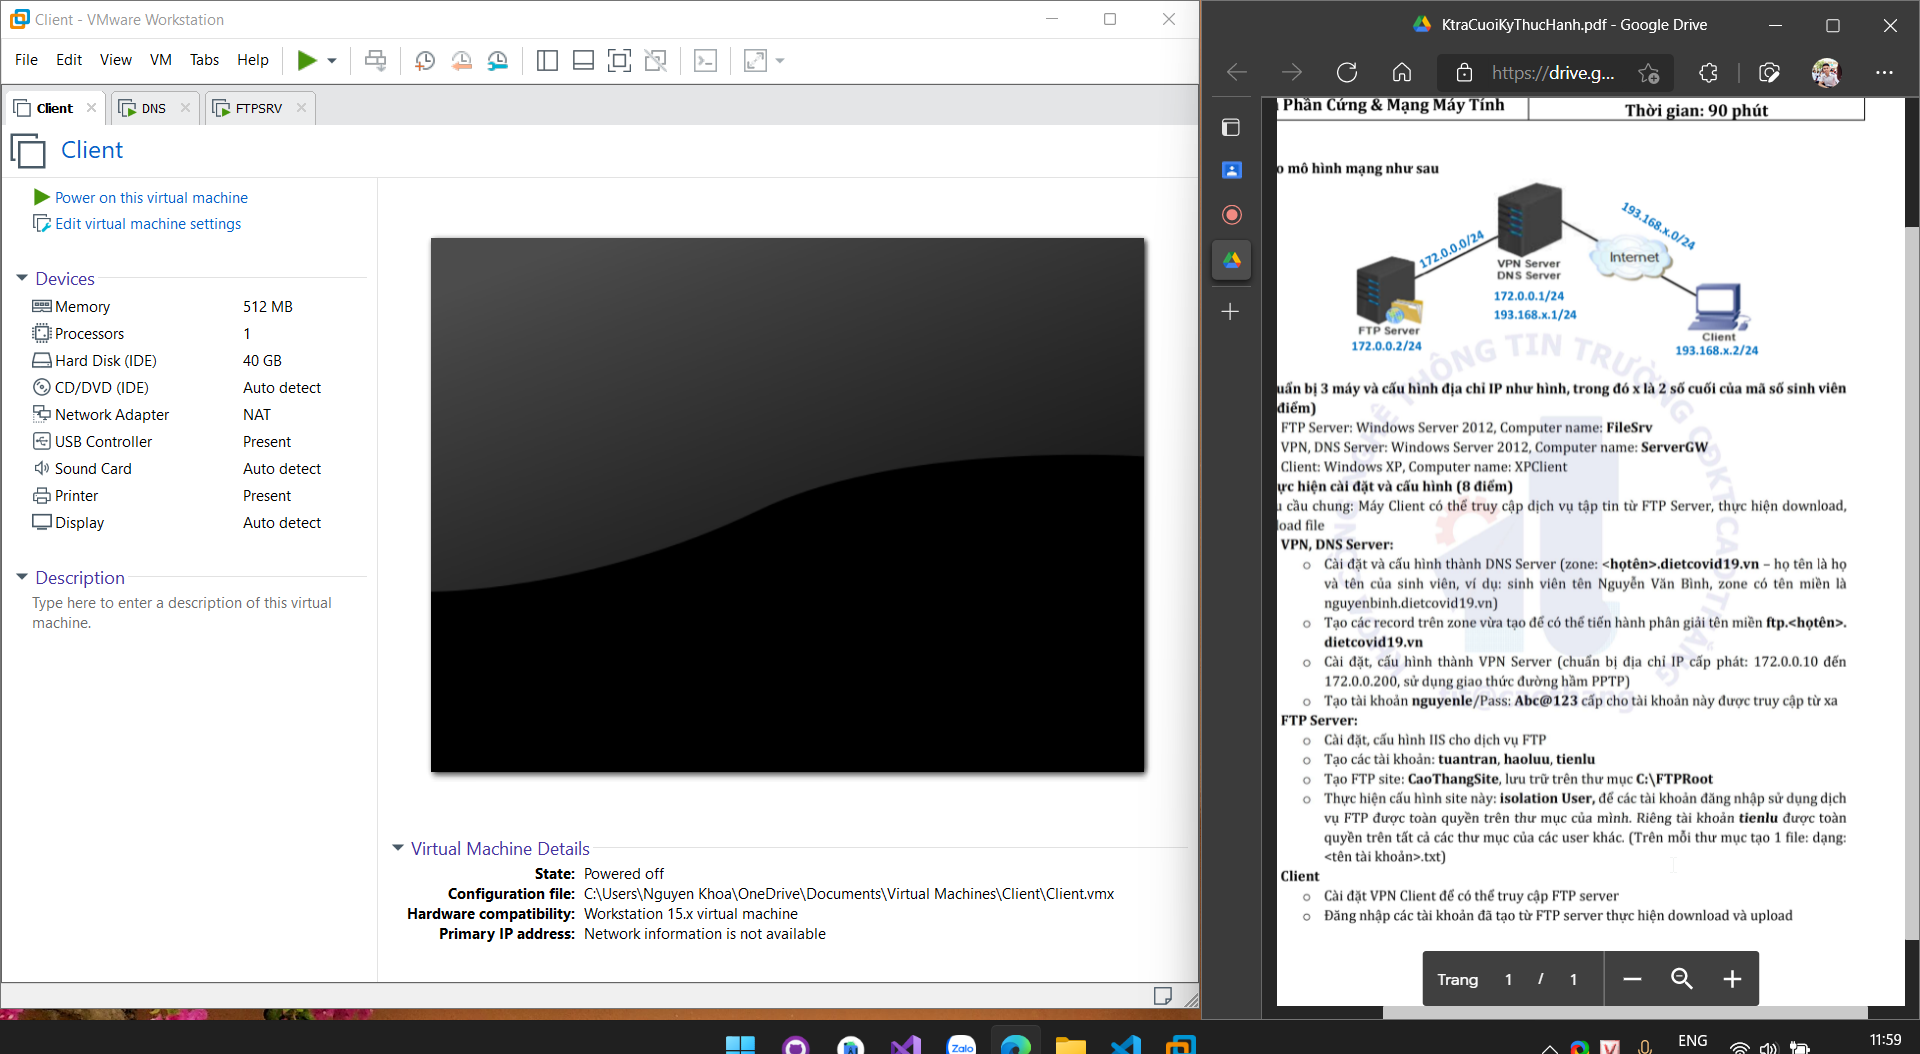 Client - VMware Workstation
File Edit View VM Tabs Help
Client DNS FTPSRV
Client
Power on this virtual machine
Edit virtual machine settings
Devices
Memory 512 MB
Processors 1
Hard Disk (IDE) 40 GB
CD/DVD (IDE) Auto detect
Network Adapter NAT
USB Controller Present
Sound Card Auto detect
Printer Present
Display Auto detect
Description
Type here to enter a description of this virtual
machine.
Virtual Machine Details
State: Powered off
Configuration file: C:\Users\Nguyen Khoa\OneDrive\Documents\Virtual Machines\Client\Client.vmx
Hardware compatibility: Workstation 15.x virtual machine
Primary IP address: Network information is not available
KtraCuoiKyThucHanh.pdf - Google Drive
https://drive.g...
Phần Cứng & Mạng Máy Tính
Thời gian: 90 phút
o mô hình mạng như sau
193.168.x.0/24
172.0.0.0/24
Internet
VPN Server
DNS Server
172.0.0.1/24
193.168.x.1/24
FTP Server
172.0.0.2/24
Client
193.168.x.2/24
uẩn bị 3 máy và cấu hình địa chỉ IP như hình, trong đó x là 2 số cuối của mã số sinh viên
điểm)
FTP Server: Windows Server 2012, Computer name: FileSrv
VPN, DNS Server: Windows Server 2012, Computer name: ServerGW
Client: Windows XP, Computer name: XPClient
ực hiện cài đặt và cấu hình (8 điểm)
u cầu chung: Máy Client có thể truy cập dịch vụ tập tin từ FTP Server, thực hiện download,
load file
VPN, DNS Server:
o Cài đặt và cấu hình thành DNS Server (zone: <họtên>.dietcovid19.vn – họ tên là họ
và tên của sinh viên, ví dụ: sinh viên tên Nguyễn Văn Bình, zone có tên miền là
nguyenbinh.dietcovid19.vn)
o Tạo các record trên zone vừa tạo để có thể tiến hành phân giải tên miền ftp.<họtên>.
dietcovid19.vn
o Cài đặt, cấu hình thành VPN Server (chuẩn bị địa chỉ IP cấp phát: 172.0.0.10 đến
172.0.0.200, sử dụng giao thức đường hầm PPTP)
o Tạo tài khoản nguyenle/Pass: Abc@123 cấp cho tài khoản này được truy cập từ xa
FTP Server:
o Cài đặt, cấu hình IIS cho dịch vụ FTP
o Tạo các tài khoản: tuantran, haoluu, tienlu
o Tạo FTP site: CaoThangSite, lưu trữ trên thư mục C:\FTPRoot
o Thực hiện cấu hình site này: isolation User, để các tài khoản đăng nhập sử dụng dịch
vụ FTP được toàn quyền trên thư mục của mình. Riêng tài khoản tienlu được toàn
quyền trên tất cả các thư mục của các user khác. (Trên mỗi thư mục tạo 1 file: dạng:
<tên tài khoản>.txt)
Client
o Cài đặt VPN Client để có thể truy cập FTP server
o Đăng nhập các tài khoản đã tạo từ FTP server thực hiện download và upload
Trang 1 / 1
Zalo
ENG
11:59